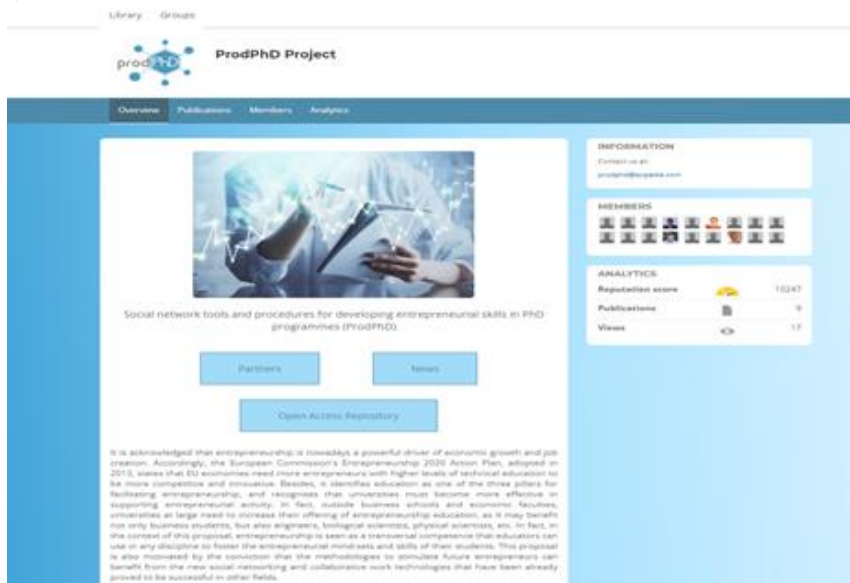 Library Groups
prodPhD
ProdPhD Project
Overview Publications Members Analytics
Social network tools and procedures for developing entrepreneurial skills in PhD
programmes (ProdPhD)
Partners News
Open Access Repository
It is acknowledged that entrepreneurship is nowadays a powerful driver of economic growth and job
creation. Accordingly, the European Commission's Entrepreneurship 2020 Action Plan, adopted in
2013, states that EU economies need more entrepreneurs with higher levels of technical education to
be more competitive and innovative. Besides, it identifies education as one of the three pillars for
facilitating entrepreneurship, and recognises that universities must become more effective in
supporting entrepreneurial activity. In fact, outside business schools and economic faculties,
universities at large need to increase their offering of entrepreneurship education, as it may benefit
not only business students, but also engineers, biological scientists, physical scientists, etc. In fact, in
the context of this proposal, entrepreneurship is seen as a transversal competence that educators can
use in any discipline to foster the entrepreneurial mindsets and skills of their students. This proposal
is also motivated by the conviction that the methodologies to stimulate future entrepreneurs can
benefit from the new social networking and collaborative work technologies that have been already
proved to be successful in other fields.
INFORMATION
Contact us at:
MEMBERS
ANALYTICS
Reputation score 10247
Publications 9
Views 17